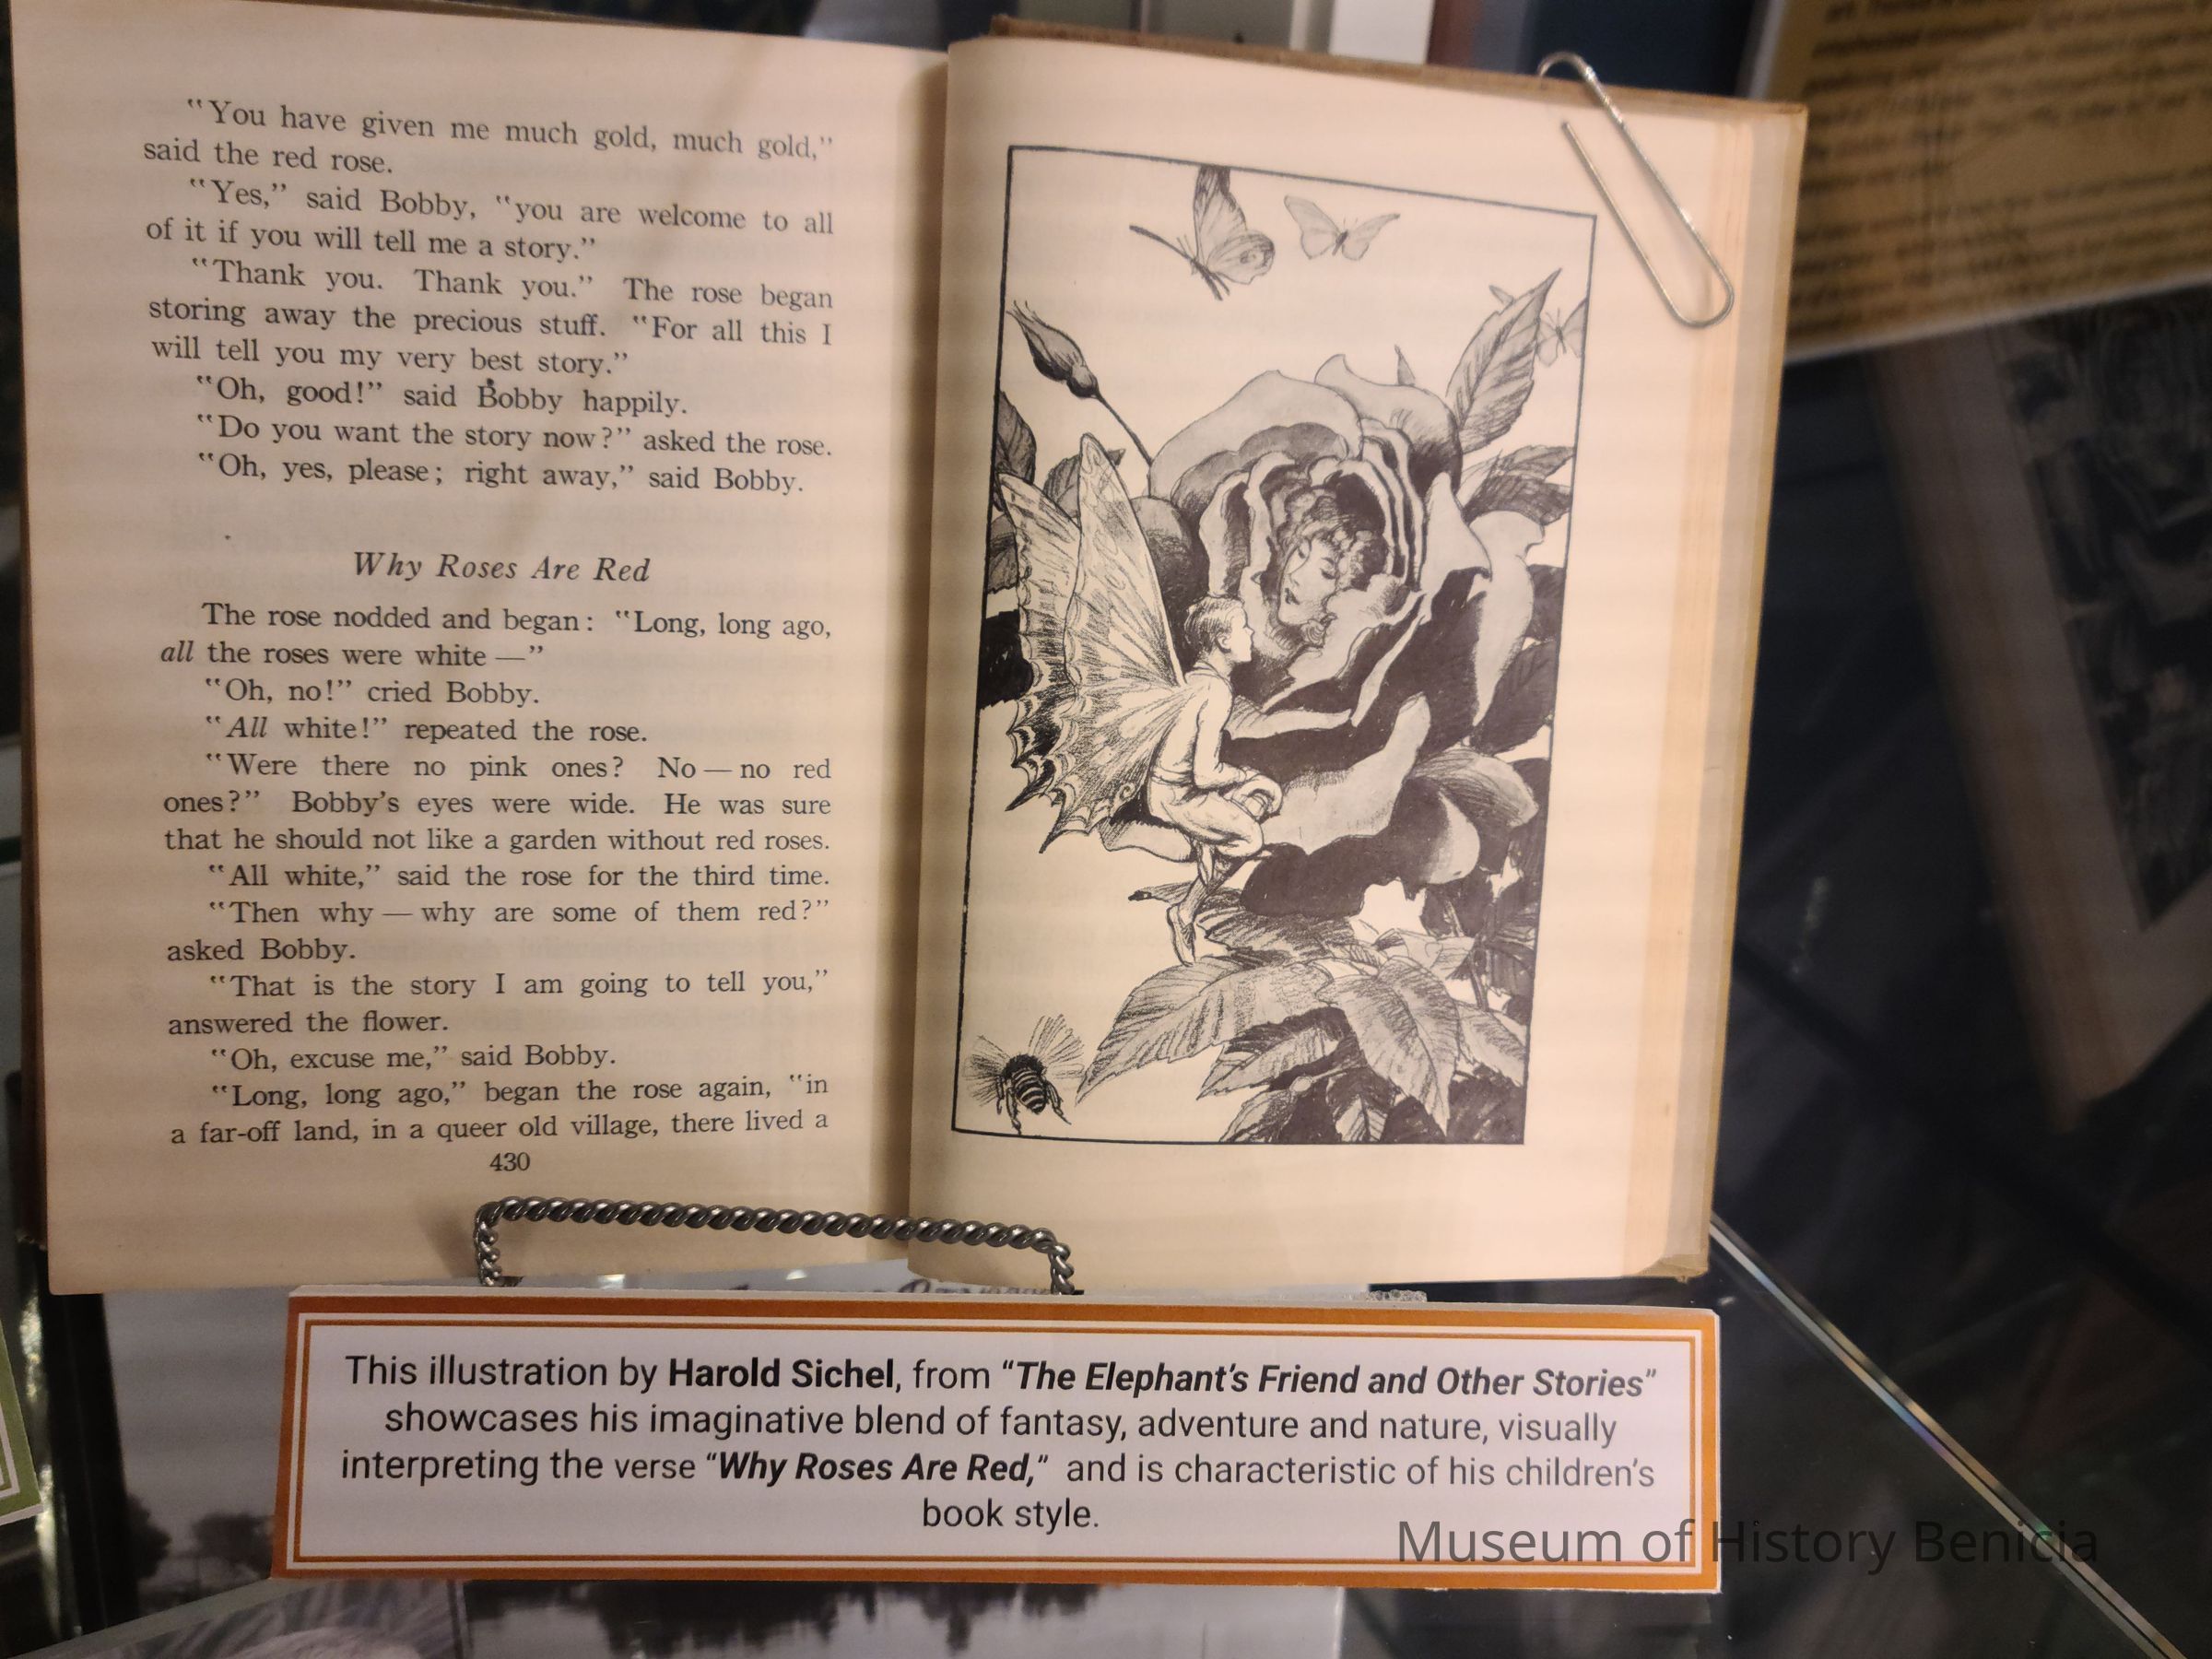 "You have given me much gold, much gold,"
said the red rose.
"Yes," said Bobby, "you are welcome to all
of it if you will tell me a story."
"Thank you. Thank you." The rose began
storing away the precious stuff. "For all this I
will tell you my very best story."
"Oh, good!" said Bobby happily.
"Do you want the story now?" asked the rose.
"Oh, yes, please; right away," said Bobby.
Why Roses Are Red
The rose nodded and began: "Long, long ago,
all the roses were white —"
"Oh, no!" cried Bobby.
"All white!" repeated the rose.
"Were there no pink ones? No — no red
ones?" Bobby's eyes were wide. He was sure
that he should not like a garden without red roses.
"All white," said the rose for the third time.
"Then why — why are some of them red?"
asked Bobby.
"That is the story I am going to tell you,"
answered the flower.
"Oh, excuse me," said Bobby.
"Long, long ago," began the rose again, "in
a far-off land, in a queer old village, there lived a
430
This illustration by Harold Sichel, from "The Elephant's Friend and Other Stories"
showcases his imaginative blend of fantasy, adventure and nature, visually
interpreting the verse "Why Roses Are Red," and is characteristic of his children's
book style.
Museum of History Benicia